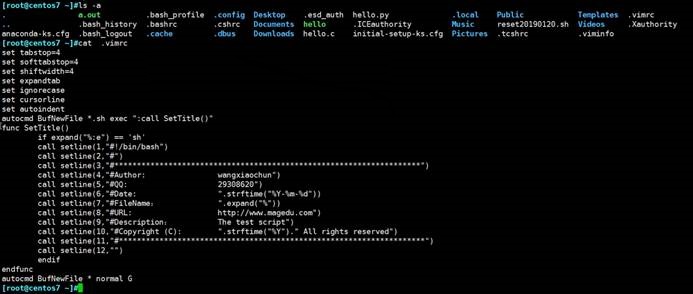 [root@centos7 ~]#ls -a
.  a.out  .bash_profile  .config  Desktop  .esd_auth  hello.py  .local  Public  Templates  .vimrc
..  .bash_history  .bashrc  .cshrc  Documents  hello  .ICEauthority  Music  reset20190120.sh  Videos  .Xauthority
anaconda-ks.cfg  .bash_logout  .cache  .dbus  Downloads  hello.c  initial-setup-ks.cfg  Pictures  .tcshrc  .viminfo
[root@centos7 ~]#cat  .vimrc
set tabstop=4
set softtabstop=4
set shiftwidth=4
set expandtab
set ignorecase
set cursorline
set autoindent
autocmd BufNewFile *.sh exec ":call SetTitle()"
func SetTitle()
        if expand("%:e") == 'sh'
        call setline(1,"#!/bin/bash")
        call setline(2,"#")
        call setline(3,"#********************************************************************")
        call setline(4,"#Author:                wangxiaochun")
        call setline(5,"#QQ:                    29308620")
        call setline(6,"#Date:                  ".strftime("%Y-%m-%d"))
        call setline(7,"#FileName：             ".expand("%"))
        call setline(8,"#URL:                   http://www.magedu.com")
        call setline(9,"#Description：          The test script")
        call setline(10,"#Copyright (C):        ".strftime("%Y")." All rights reserved")
        call setline(11,"#********************************************************************")
        call setline(12,"")
        endif
endfunc
autocmd BufNewFile * normal G
[root@centos7 ~]#